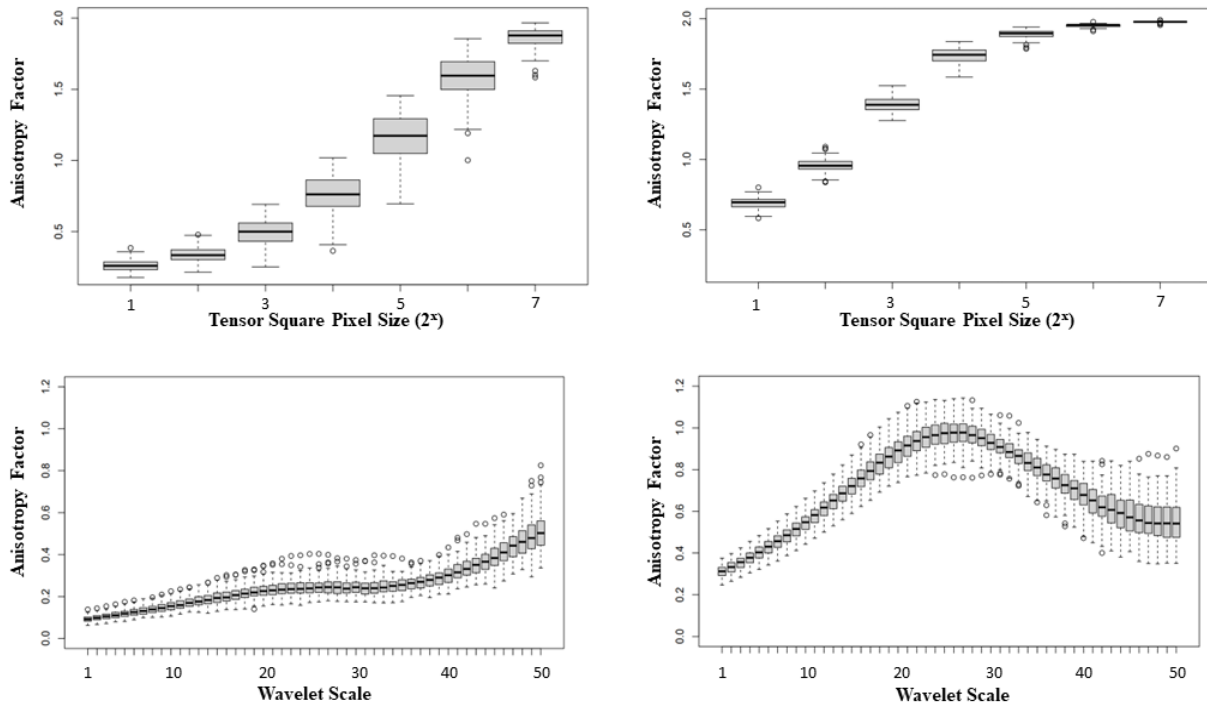 2.0
1.5
1.0
0.5
Anisotropy Factor
1 3 5 7
Tensor Square Pixel Size (2ˣ)
2.0
1.5
1.0
0.5
Anisotropy Factor
1 3 5 7
Tensor Square Pixel Size (2ˣ)
1.2
1.0
0.8
0.6
0.4
0.2
0.0
Anisotropy Factor
1 10 20 30 40 50
Wavelet Scale
1.2
1.0
0.8
0.6
0.4
0.2
0.0
Anisotropy Factor
1 10 20 30 40 50
Wavelet Scale